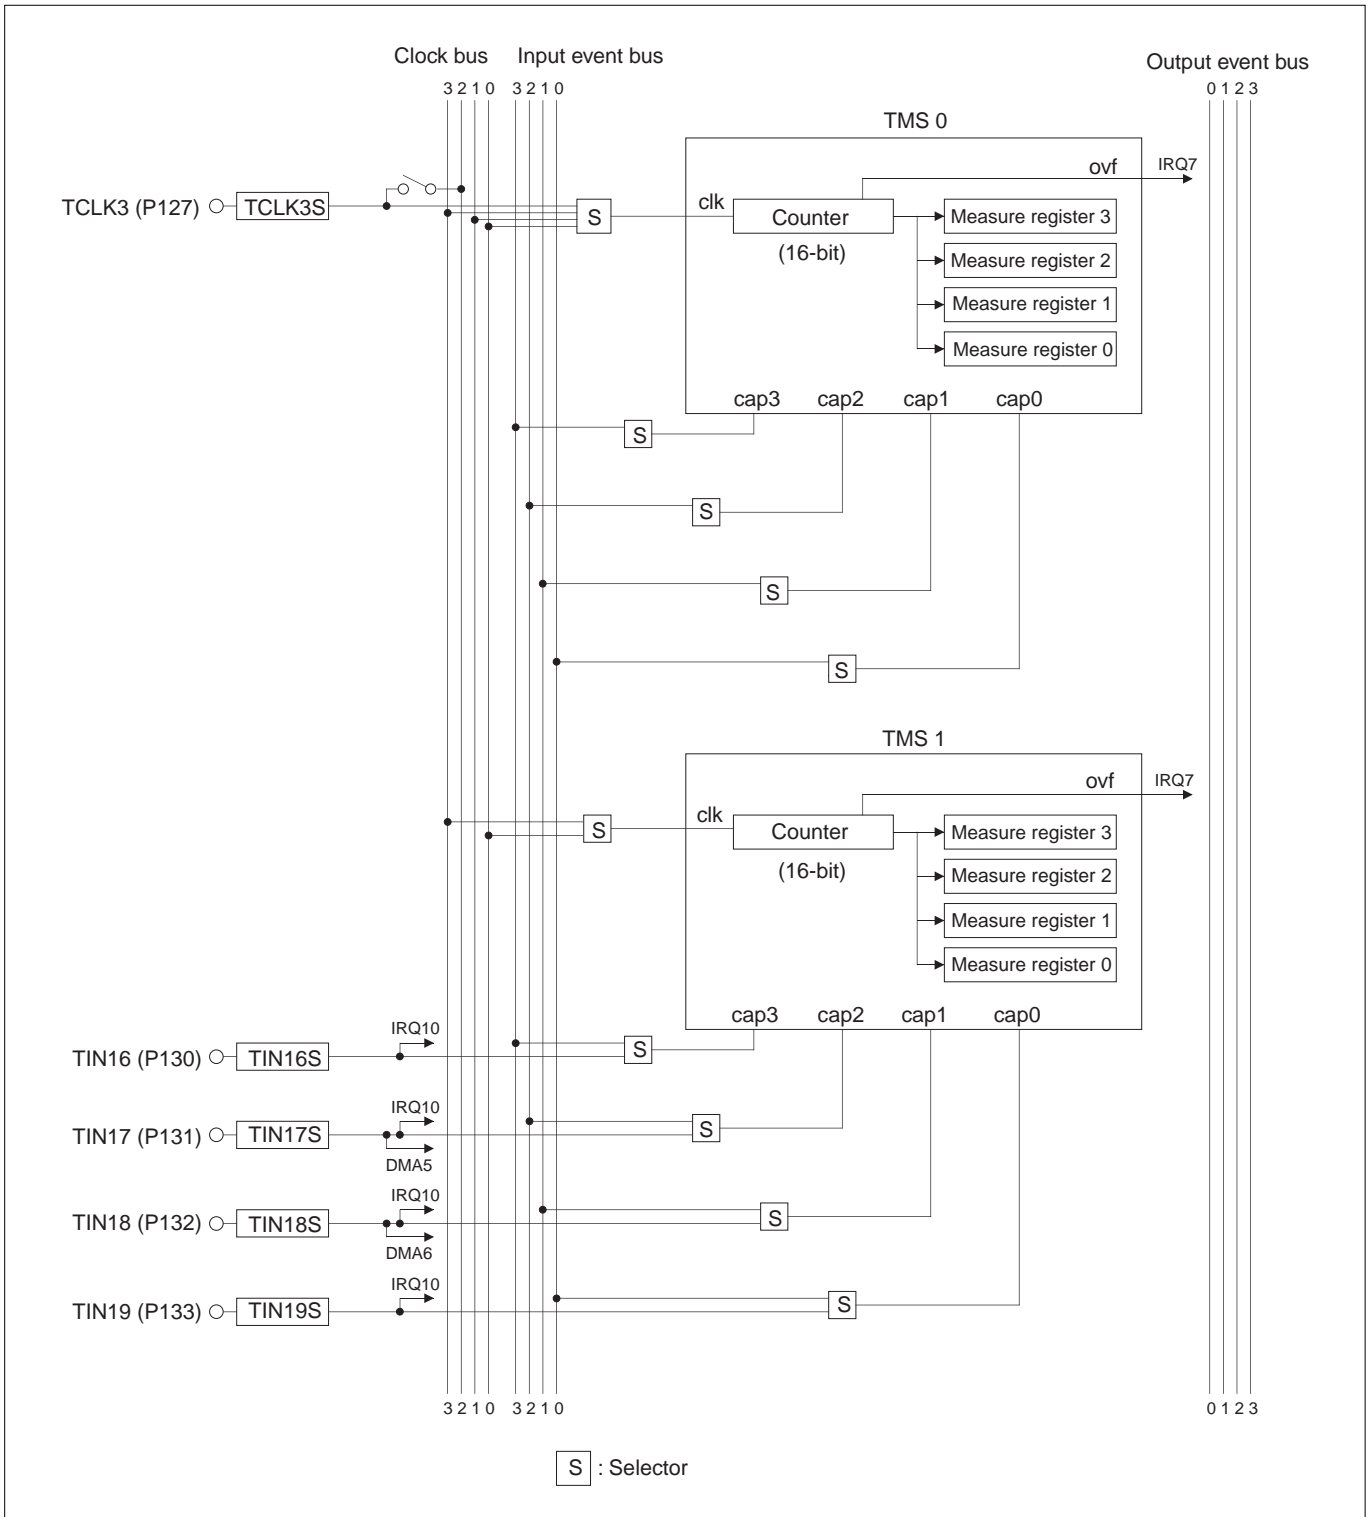 Clock bus Input event bus Output event bus
3 2 1 0 3 2 1 0 0 1 2 3
TMS 0
ovf IRQ7
TCLK3 (P127) TCLK3S S clk Counter Measure register 3
(16-bit) Measure register 2
Measure register 1
Measure register 0
cap3 cap2 cap1 cap0
S
S
S
S
TMS 1
ovf IRQ7
S clk Counter Measure register 3
(16-bit) Measure register 2
Measure register 1
Measure register 0
cap3 cap2 cap1 cap0
IRQ10
TIN16 (P130) TIN16S S
IRQ10
TIN17 (P131) TIN17S S
DMA5
IRQ10
TIN18 (P132) TIN18S S
DMA6
IRQ10
TIN19 (P133) TIN19S S
3 2 1 0 3 2 1 0 0 1 2 3
S : Selector